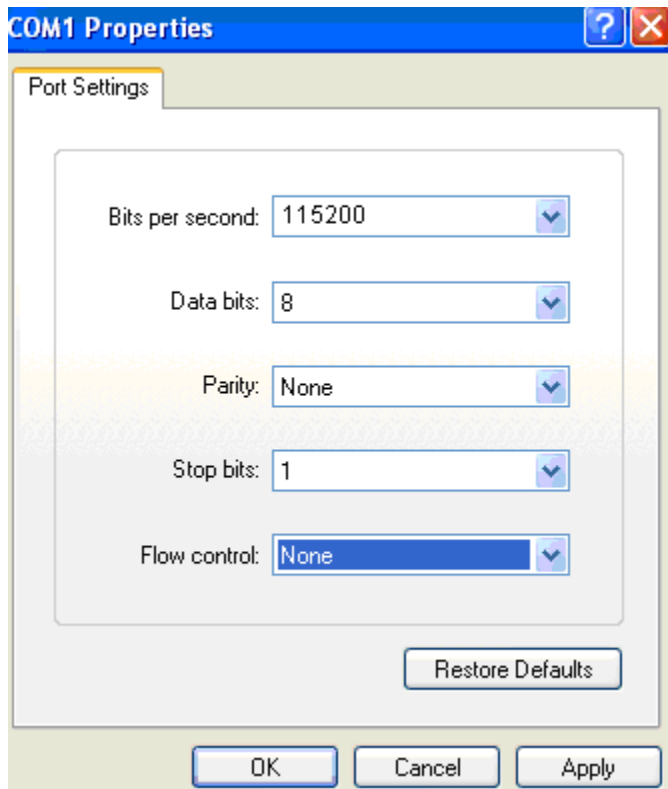 COM1 Properties
Port Settings
Bits per second: 115200
Data bits: 8
Parity: None
Stop bits: 1
Flow control: None
Restore Defaults
OK Cancel Apply